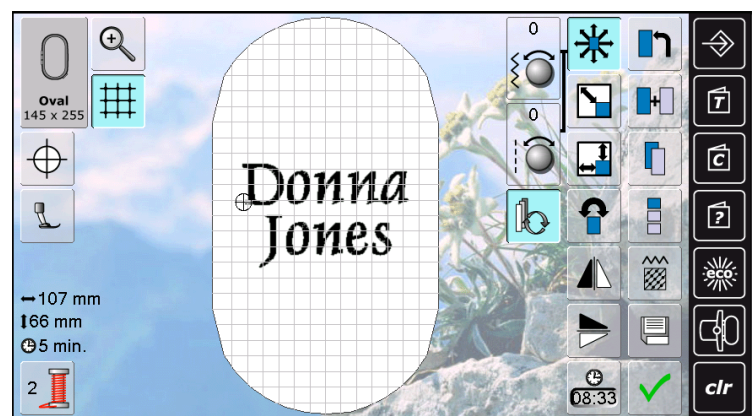 Oval
145 x 255
0
0
Donna
Jones
T
C
?
eco
107 mm
66 mm
5 min.
2
08:33
clr